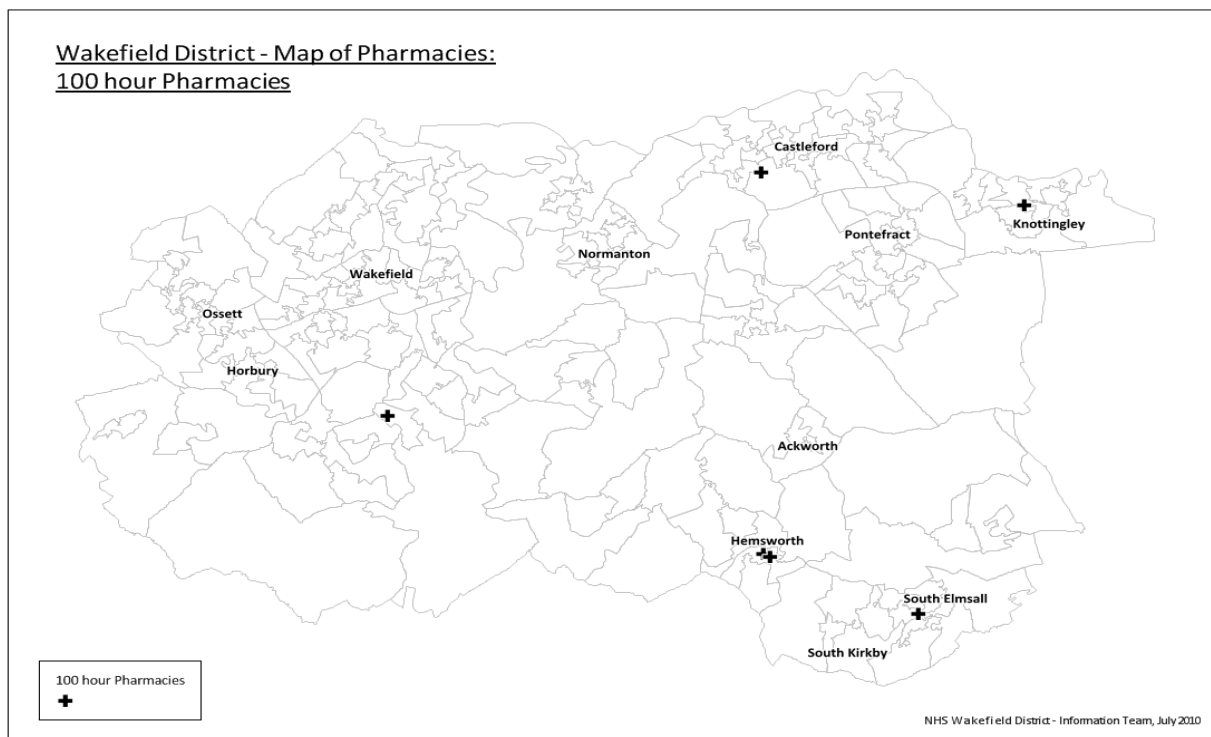 Wakefield District - Map of Pharmacies:
100 hour Pharmacies
Castleford
Knottingley
Pontefract
Normanton
Wakefield
Ossett
Horbury
Ackworth
Hemsworth
South Elmsall
South Kirkby
100 hour Pharmacies
NHS Wakefield District - Information Team, July 2010